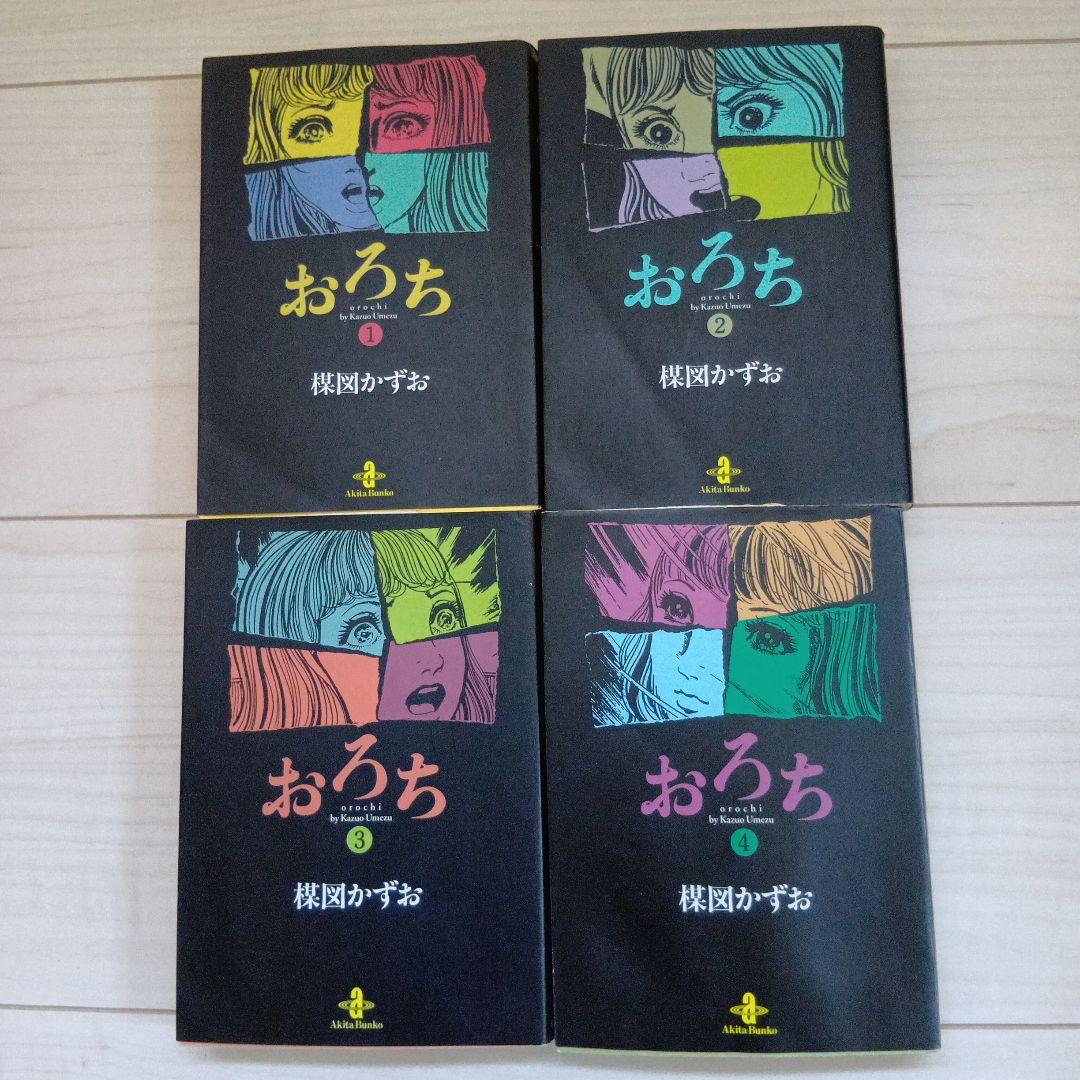 おろち
orochi
by Kazuo Umezu
1
楳図かずお
a
Akita Bunko
おろち
orochi
by Kazuo Umezu
2
楳図かずお
a
Akita Bunko
おろち
orochi
by Kazuo Umezu
3
楳図かずお
a
Akita Bunko
おろち
orochi
by Kazuo Umezu
4
楳図かずお
a
Akita Bunko